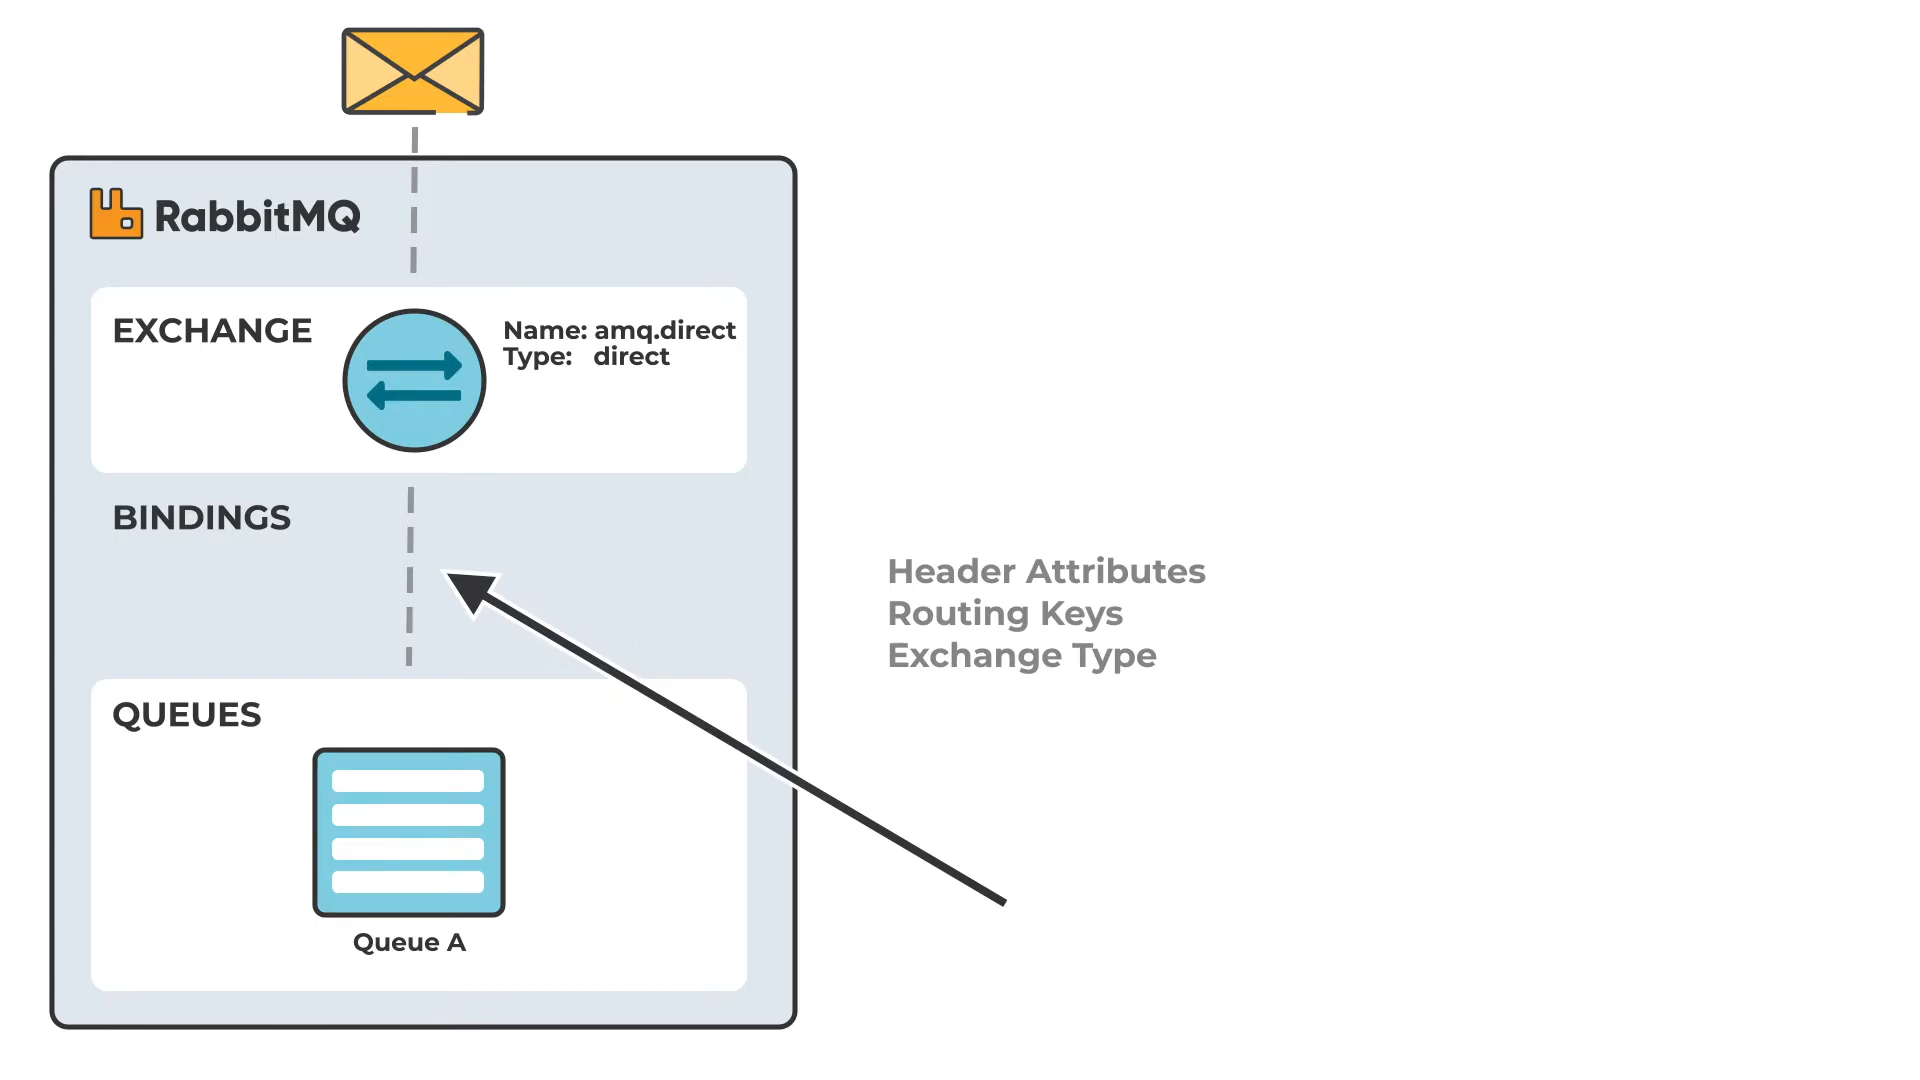 RabbitMQ
EXCHANGE
Name: amq.direct
Type: direct
BINDINGS
Header Attributes
Routing Keys
Exchange Type
QUEUES
Queue A